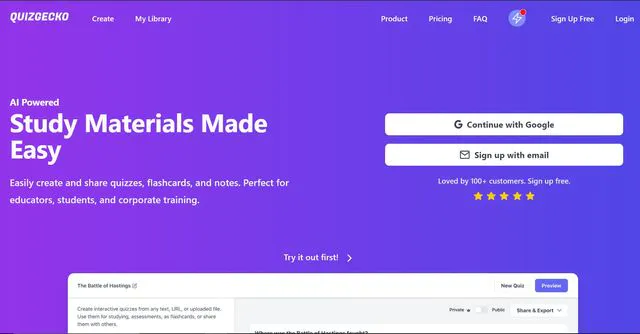 QUIZGECKO
Create
My Library
Product
Pricing
FAQ
Sign Up Free
Login
AI Powered
Study Materials Made
Easy
Easily create and share quizzes, flashcards, and notes. Perfect for
educators, students, and corporate training.
Continue with Google
Sign up with email
Loved by 100+ customers. Sign up free.
Try it out first!
The Battle of Hastings
New Quiz
Preview
Create interactive quizzes from any text, URL, or uploaded file.
Use them for studying, assessments, as flashcards, or share
them with others.
Private
Public
Share & Export
Where was the Battle of Hastings fought?